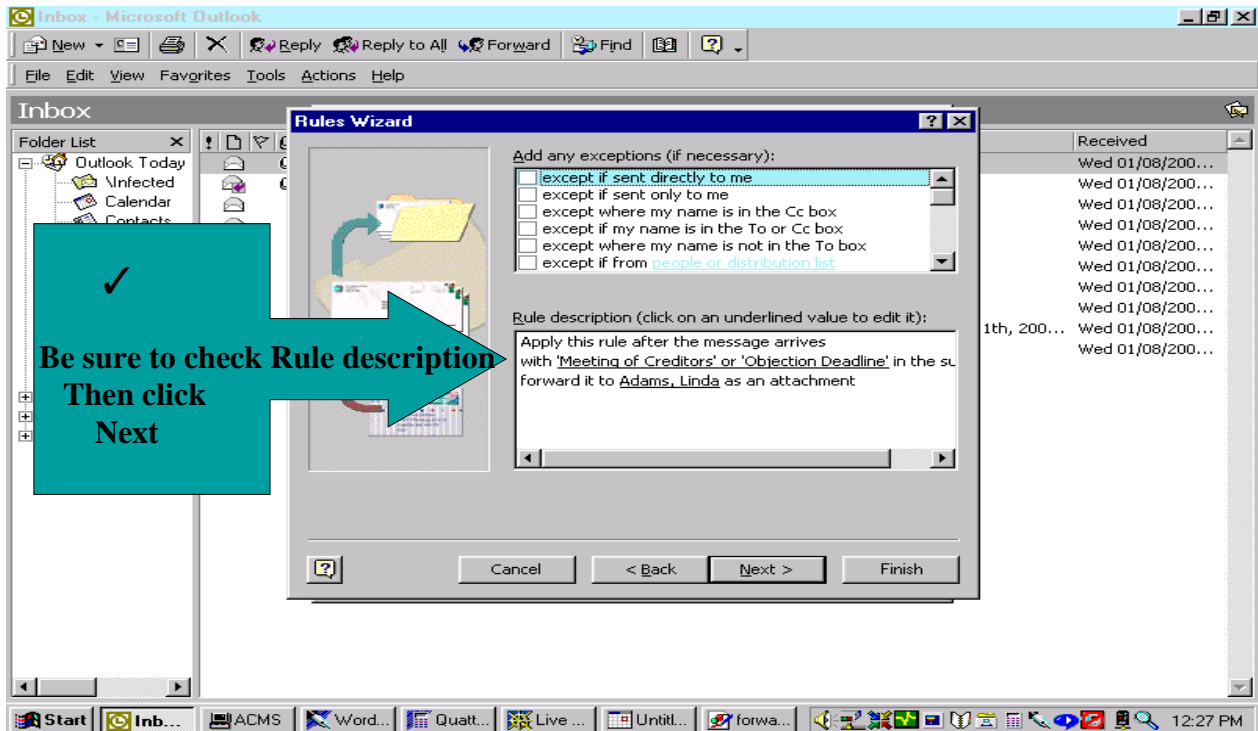 Inbox - Microsoft Outlook
New Reply Reply to All Forward Find
File Edit View Favorites Tools Actions Help
Inbox
Folder List
Outlook Today
\Infected
Calendar
Contacts
Received
Wed 01/08/200...
Wed 01/08/200...
Wed 01/08/200...
Wed 01/08/200...
Wed 01/08/200...
Wed 01/08/200...
Wed 01/08/200...
Wed 01/08/200...
1th, 200... Wed 01/08/200...
Wed 01/08/200...
Rules Wizard
Add any exceptions (if necessary):
except if sent directly to me
except if sent only to me
except where my name is in the Cc box
except if my name is in the To or Cc box
except where my name is not in the To box
except if from people or distribution list
Rule description (click on an underlined value to edit it):
Apply this rule after the message arrives
with 'Meeting of Creditors' or 'Objection Deadline' in the su
forward it to Adams, Linda as an attachment
✓
Be sure to check Rule description
Then click
Next
Cancel < Back Next > Finish
Start Inb... ACMS Word... Quatt... Live ... Untitl... forwa... 12:27 PM